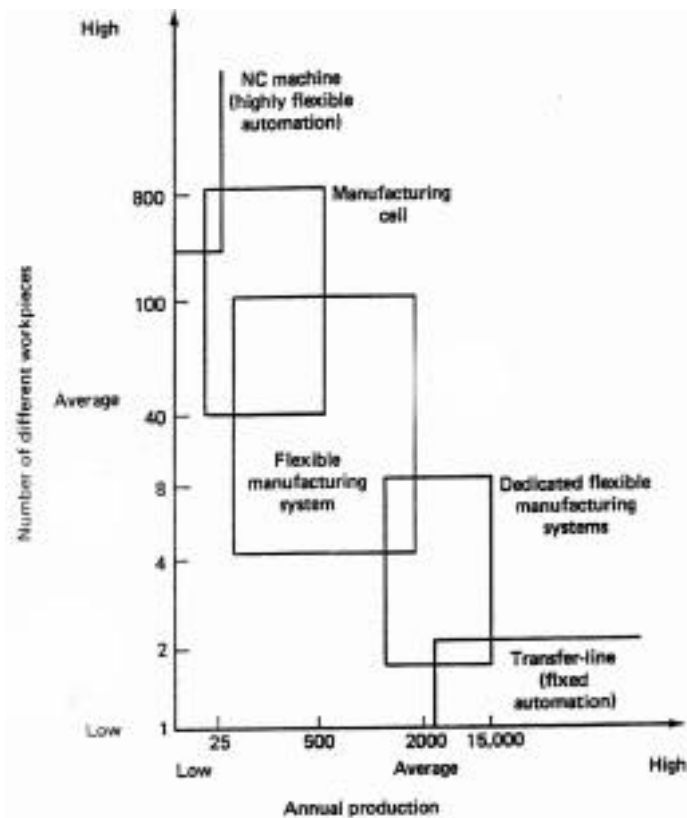 High
NC machine
(highly flexible
automation)
800
Manufacturing
cell
100
Number of different workpieces
Average
40
Flexible
manufacturing
system
8
Dedicated flexible
manufacturing
systems
4
2
Transfer-line
(fixed
automation)
Low
1
25
500
2000
15,000
Low
Average
High
Annual production